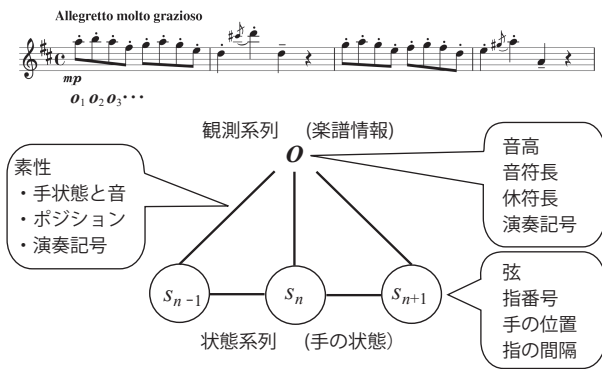 Allegretto molto grazioso
mp
o1 o2 o3 ・・・
観測系列 (楽譜情報)
O
素性
・手状態と音
・ポジション
・演奏記号
音高
音符長
休符長
演奏記号
Sn−1 Sn Sn+1
弦
指番号
手の位置
指の間隔
状態系列 (手の状態)